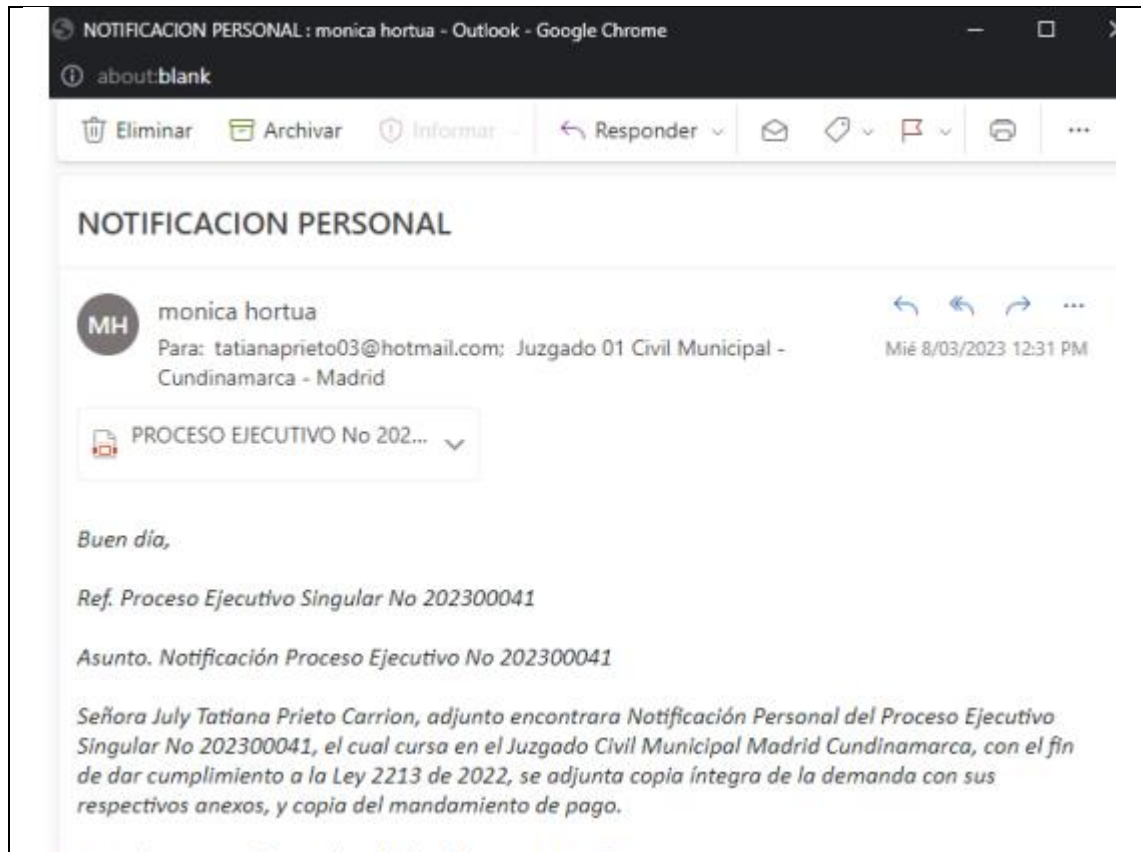 NOTIFICACION PERSONAL : monica hortua - Outlook - Google Chrome
about:blank
Eliminar Archivar Informar Responder
NOTIFICACION PERSONAL
MH
monica hortua
Para: tatianaprieto03@hotmail.com; Juzgado 01 Civil Municipal -
Cundinamarca - Madrid
Mié 8/03/2023 12:31 PM
PROCESO EJECUTIVO No 202...
Buen día,
Ref. Proceso Ejecutivo Singular No 202300041
Asunto. Notificación Proceso Ejecutivo No 202300041
Señora July Tatiana Prieto Carrion, adjunto encontrara Notificación Personal del Proceso Ejecutivo
Singular No 202300041, el cual cursa en el Juzgado Civil Municipal Madrid Cundinamarca, con el fin
de dar cumplimiento a la Ley 2213 de 2022, se adjunta copia íntegra de la demanda con sus
respectivos anexos, y copia del mandamiento de pago.